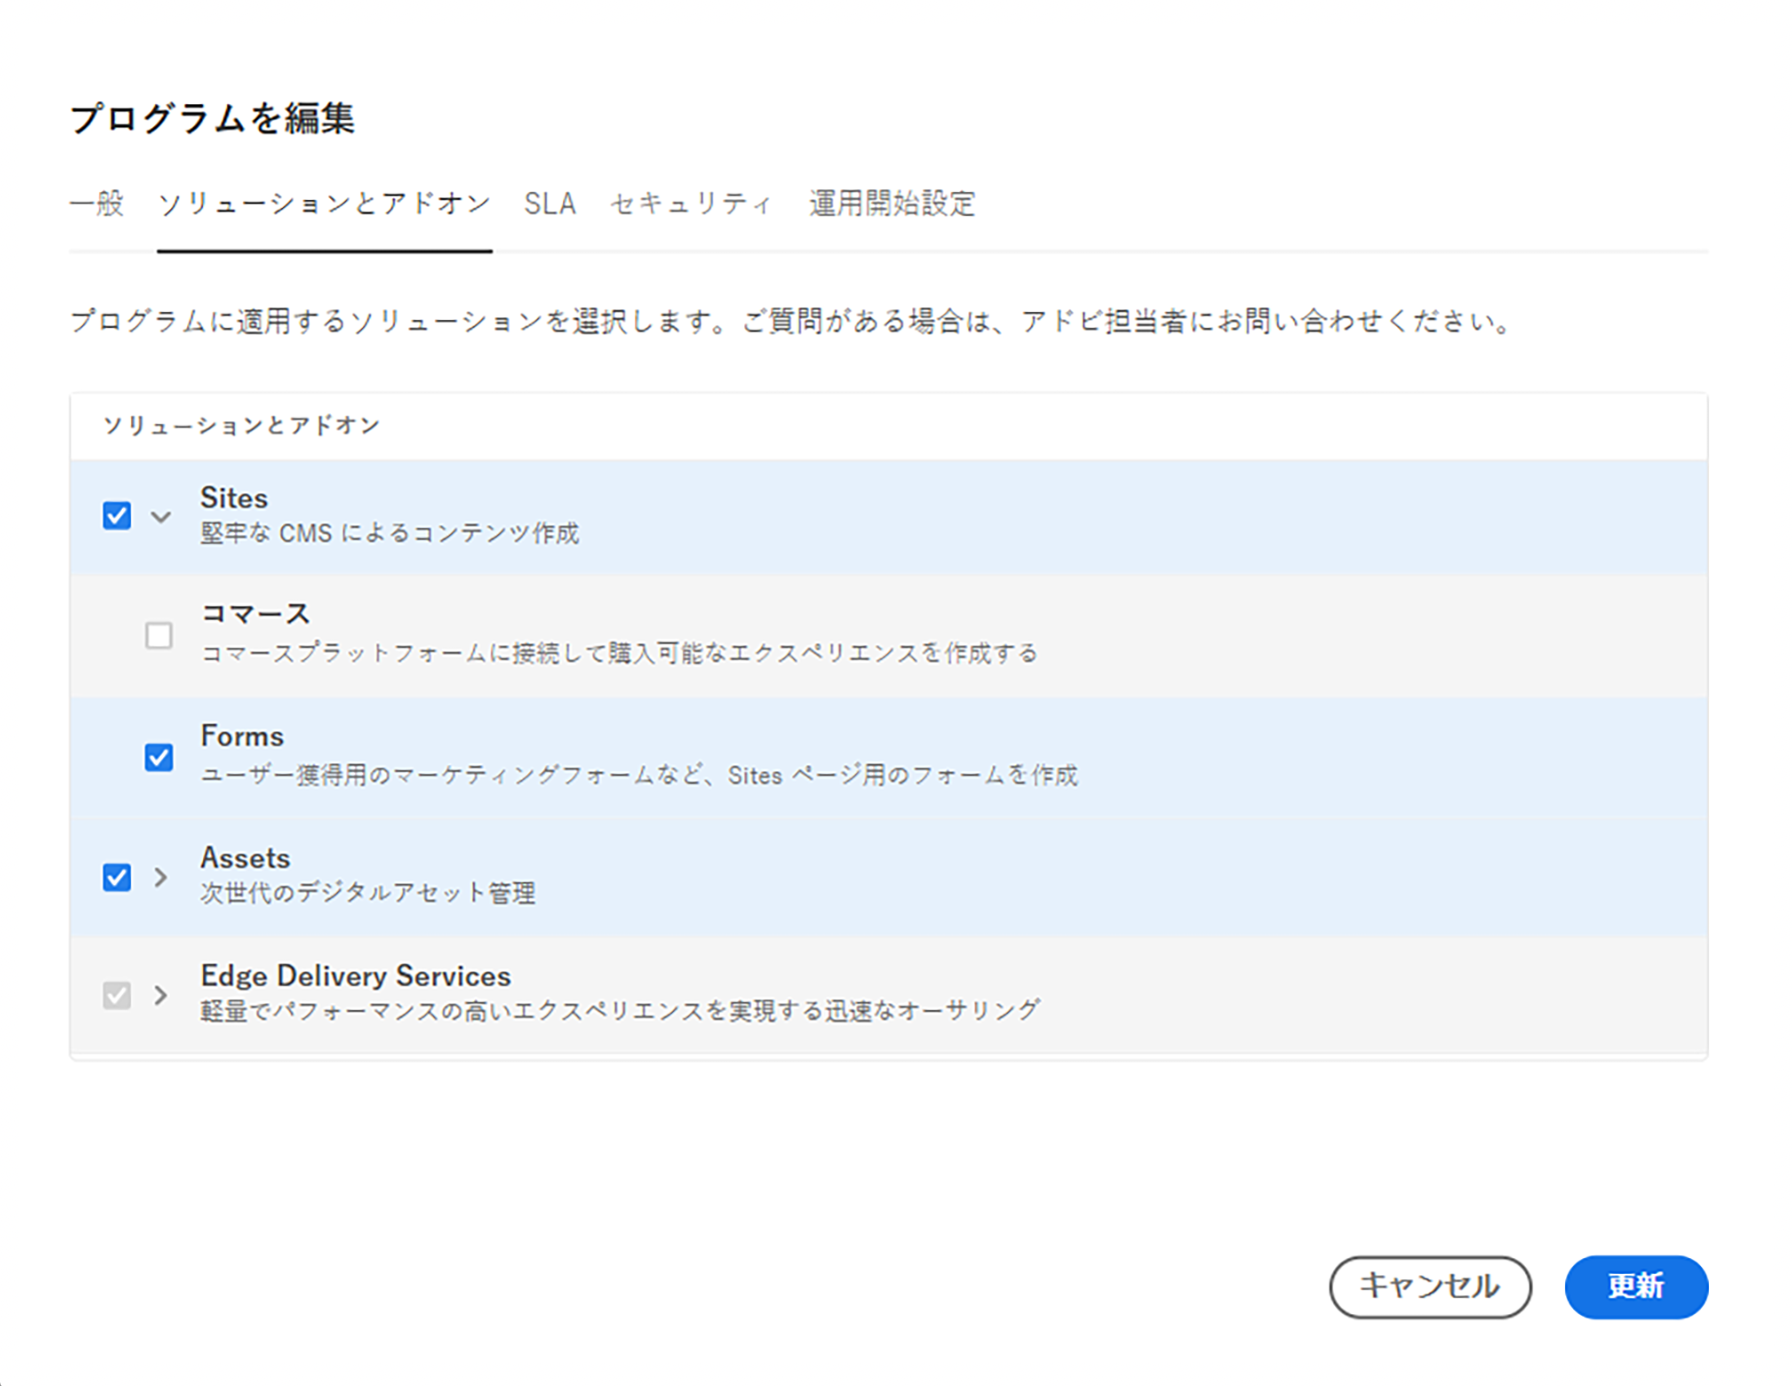 プログラムを編集
一般 ソリューションとアドオン SLA セキュリティ 運用開始設定
プログラムに適用するソリューションを選択します。ご質問がある場合は、アドビ担当者にお問い合わせください。
ソリューションとアドオン
Sites
堅牢な CMS によるコンテンツ作成
コマース
コマースプラットフォームに接続して購入可能なエクスペリエンスを作成する
Forms
ユーザー獲得用のマーケティングフォームなど、Sites ページ用のフォームを作成
Assets
次世代のデジタルアセット管理
Edge Delivery Services
軽量でパフォーマンスの高いエクスペリエンスを実現する迅速なオーサリング
キャンセル 更新